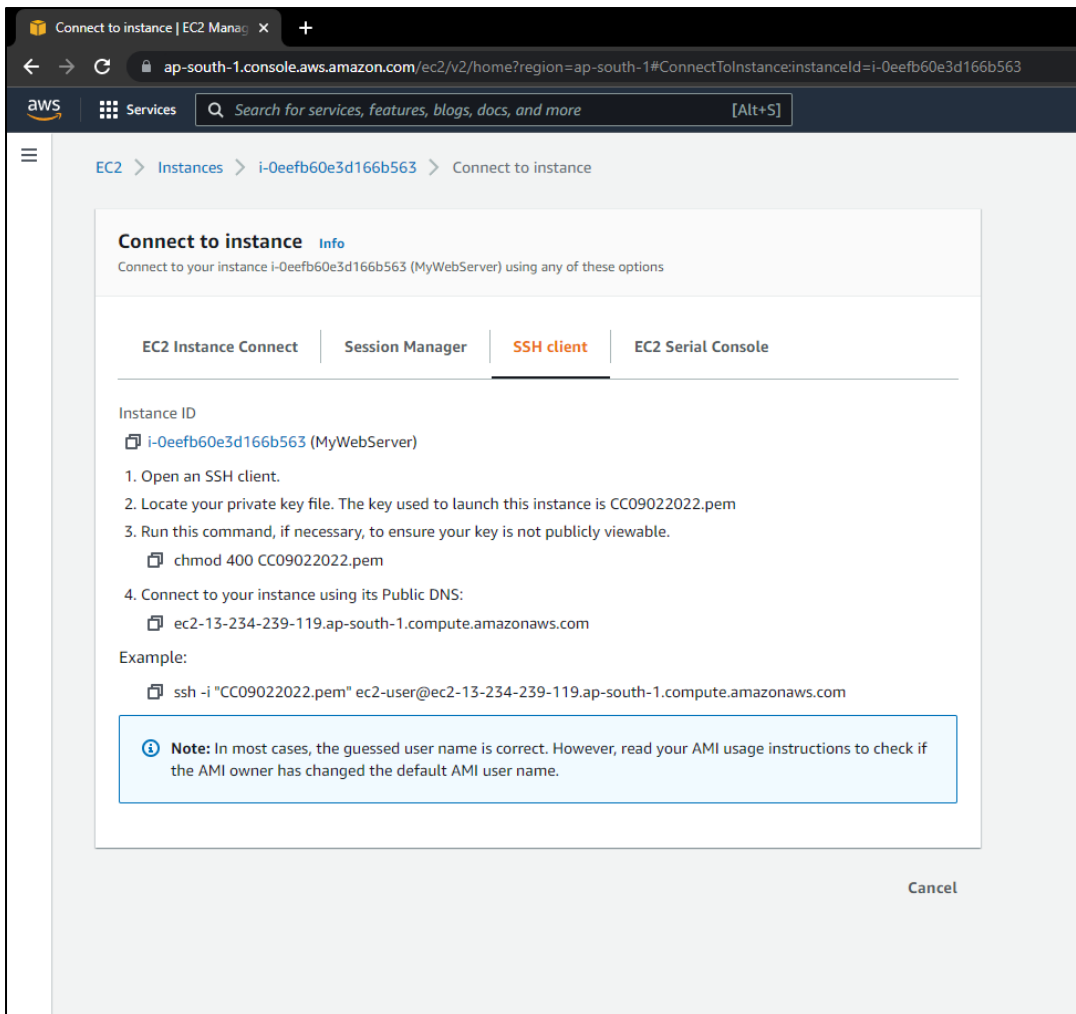 Connect to instance | EC2 Manag
ap-south-1.console.aws.amazon.com/ec2/v2/home?region=ap-south-1#ConnectToInstance:instanceId=i-0eefb60e3d166b563
aws Services Search for services, features, blogs, docs, and more [Alt+S]
EC2 > Instances > i-0eefb60e3d166b563 > Connect to instance
Connect to instance Info
Connect to your instance i-0eefb60e3d166b563 (MyWebServer) using any of these options
EC2 Instance Connect Session Manager SSH client EC2 Serial Console
Instance ID
i-0eefb60e3d166b563 (MyWebServer)
1. Open an SSH client.
2. Locate your private key file. The key used to launch this instance is CC09022022.pem
3. Run this command, if necessary, to ensure your key is not publicly viewable.
chmod 400 CC09022022.pem
4. Connect to your instance using its Public DNS:
ec2-13-234-239-119.ap-south-1.compute.amazonaws.com
Example:
ssh -i "CC09022022.pem" ec2-user@ec2-13-234-239-119.ap-south-1.compute.amazonaws.com
Note: In most cases, the guessed user name is correct. However, read your AMI usage instructions to check if
the AMI owner has changed the default AMI user name.
Cancel